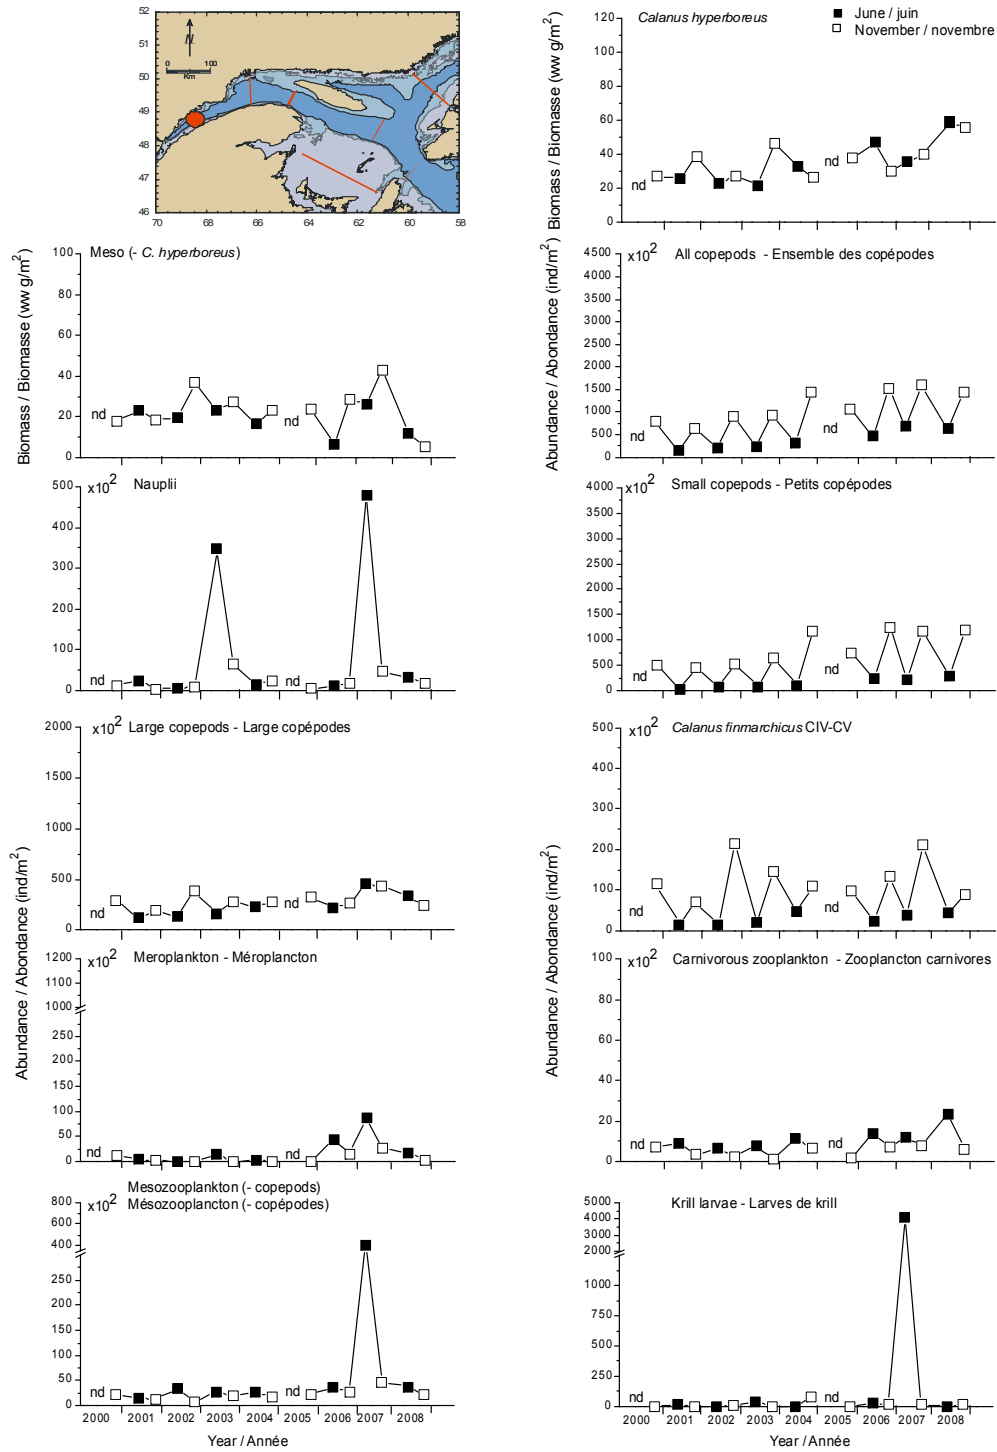 52
51
50
49
48
47
46
N
0 100
Km
70 68 66 64 62 60 58
Calanus hyperboreus
June / juin
November / novembre
Biomass / Biomasse (ww g/m²)
120
100
80
60
40
20
0
nd
nd
Meso (- C. hyperboreus)
Biomass / Biomasse (ww g/m²)
100
80
60
40
20
0
nd
nd
All copepods - Ensemble des copépodes
x10²
Abundance / Abondance (ind/m²)
4500
4000
3500
3000
2500
2000
1500
1000
500
0
nd
nd
Nauplii
x10²
500
400
300
200
100
0
nd
nd
Small copepods - Petits copépodes
x10²
4000
3500
3000
2500
2000
1500
1000
500
0
nd
nd
x10² Large copepods - Large copépodes
2000
1500
1000
500
0
nd
nd
Abundance / Abondance (ind/m²)
x10² Calanus finmarchicus CIV-CV
500
400
300
200
100
0
nd
nd
Abundance / Abondance (ind/m²)
x10² Meroplankton - Méroplancton
1200
1100
1000
250
200
150
100
50
0
nd
nd
x10² Carnivorous zooplankton - Zooplancton carnivores
100
80
60
40
20
0
nd
nd
Mesozooplankton (- copepods)
x10² Mésozooplancton (- copépodes)
800
600
400
250
200
150
100
50
0
nd
nd
2000 2001 2002 2003 2004 2005 2006 2007 2008
Year / Année
Krill larvae - Larves de krill
5000
4000
3000
2000
1000
750
500
250
0
nd
nd
2000 2001 2002 2003 2004 2005 2006 2007 2008
Year / Année